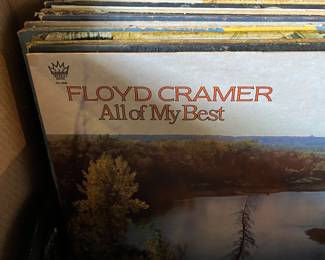 FLOYD CRAMER
All of My Best